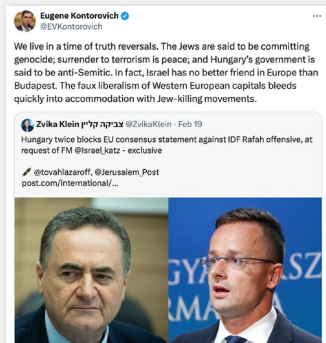 Eugene Kontorovich
@EVKontorovich
We live in a time of truth reversals. The Jews are said to be committing
genocide; surrender to terrorism is peace; and Hungary's government is
said to be anti-Semitic. In fact, Israel has no better friend in Europe than
Budapest. The faux liberalism of Western European capitals bleeds
quickly into accommodation with Jew-killing movements.
Zvika Klein צביקה קליין @ZvikaKlein · Feb 19
Hungary twice blocks EU consensus statement against IDF Rafah offensive, at
request of FM @Israel_katz - exclusive
@tovahlazaroff, @Jerusalem_Post
post.com/international/...